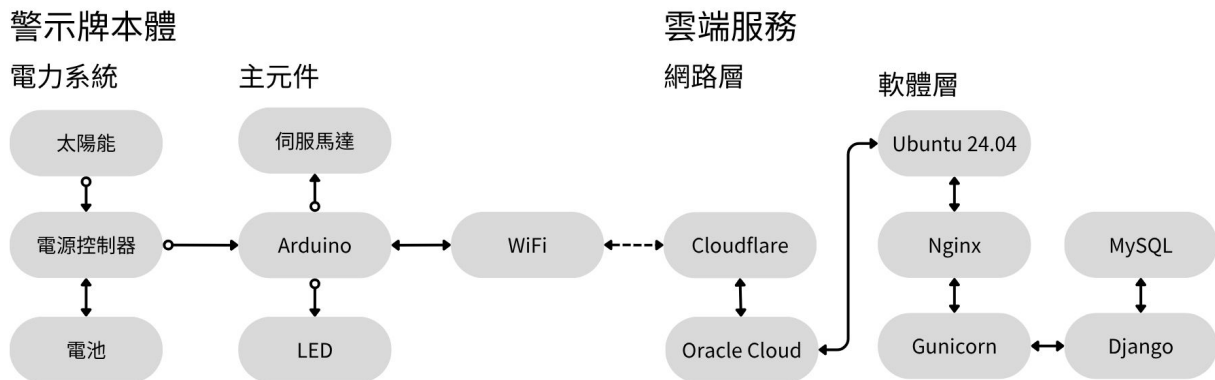 警示牌本體
電力系統
主元件
太陽能
伺服馬達
電源控制器
Arduino
WiFi
電池
LED
雲端服務
網路層
軟體層
Ubuntu 24.04
Cloudflare
Nginx
MySQL
Oracle Cloud
Gunicorn
Django